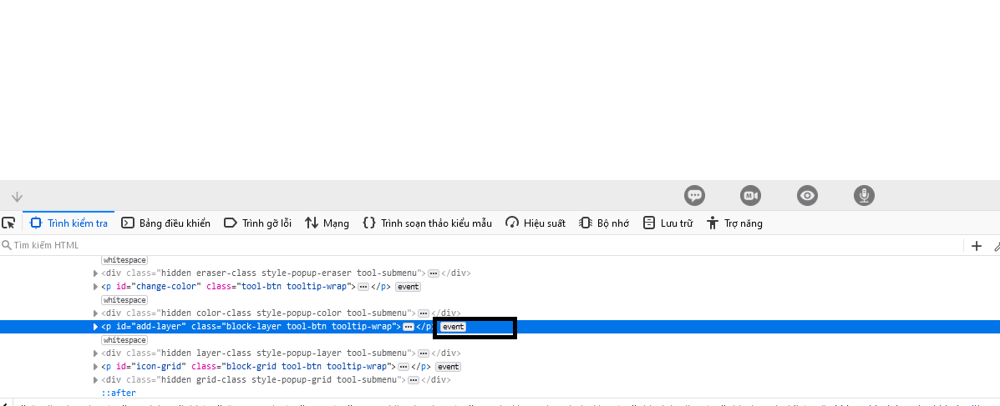 M
Trình kiểm tra Bảng điều khiển Trình gỡ lỗi Mạng Trình soạn thảo kiểu mẫu Hiệu suất Bộ nhớ Lưu trữ Trợ năng
Tìm kiếm HTML
whitespace
<div class="hidden eraser-class style-popup-eraser tool-submenu">···</div>
<p id="change-color" class="tool-btn tooltip-wrap">···</p> event
whitespace
<div class="hidden color-class style-popup-color tool-submenu">···</div>
<p id="add-layer" class="block-layer tool-btn tooltip-wrap">···</p> event
whitespace
<div class="hidden layer-class style-popup-layer tool-submenu">···</div>
<p id="icon-grid" class="block-grid tool-btn tooltip-wrap">···</p> event
<div class="hidden grid-class style-popup-grid tool-submenu">···</div>
::after